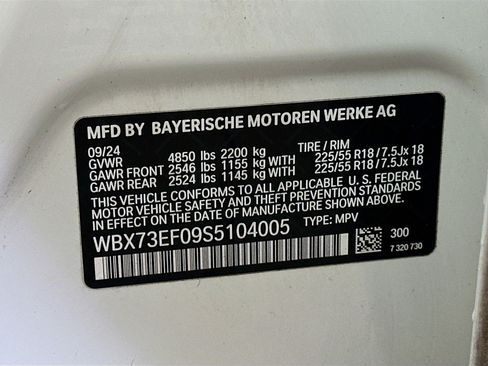 MFD BY BAYERISCHE MOTOREN WERKE AG
09/24 TIRE / RIM
GVWR 4850 lbs 2200 kg
GAWR FRONT 2546 lbs 1155 kg WITH 225/55 R18 / 7.5Jx 18
GAWR REAR 2524 lbs 1145 kg WITH 225/55 R18 / 7.5Jx 18
THIS VEHICLE CONFORMS TO ALL APPLICABLE U. S. FEDERAL
MOTOR VEHICLE SAFETY AND THEFT PREVENTION STANDARDS
IN EFFECT ON THE DATE OF MANUFACTURE SHOWN ABOVE.
WBX73EF09S5104005 TYPE: MPV
300
7 320 730